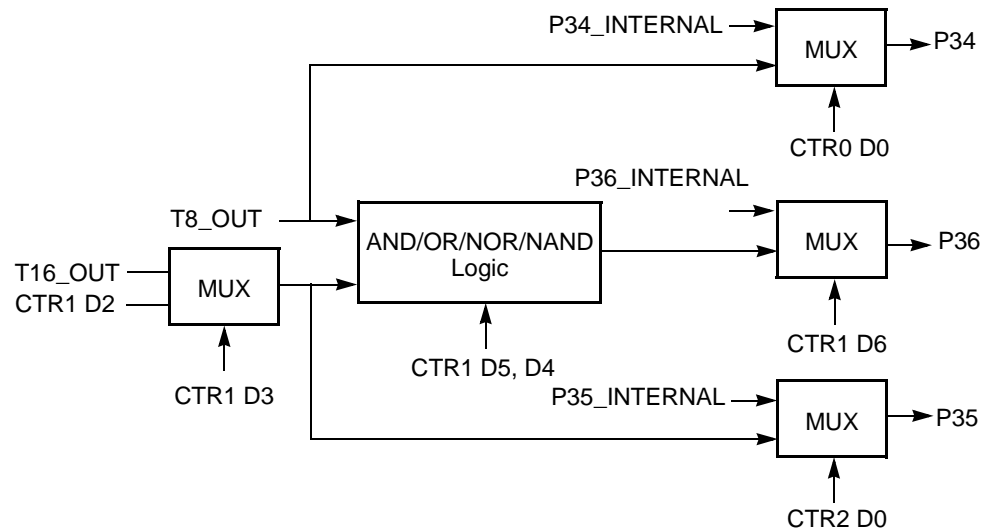 P34_INTERNAL
MUX
P34
CTR0 D0
P36_INTERNAL
T8_OUT
AND/OR/NOR/NAND
Logic
MUX
P36
T16_OUT
CTR1 D2
MUX
CTR1 D6
CTR1 D5, D4
CTR1 D3
P35_INTERNAL
MUX
P35
CTR2 D0